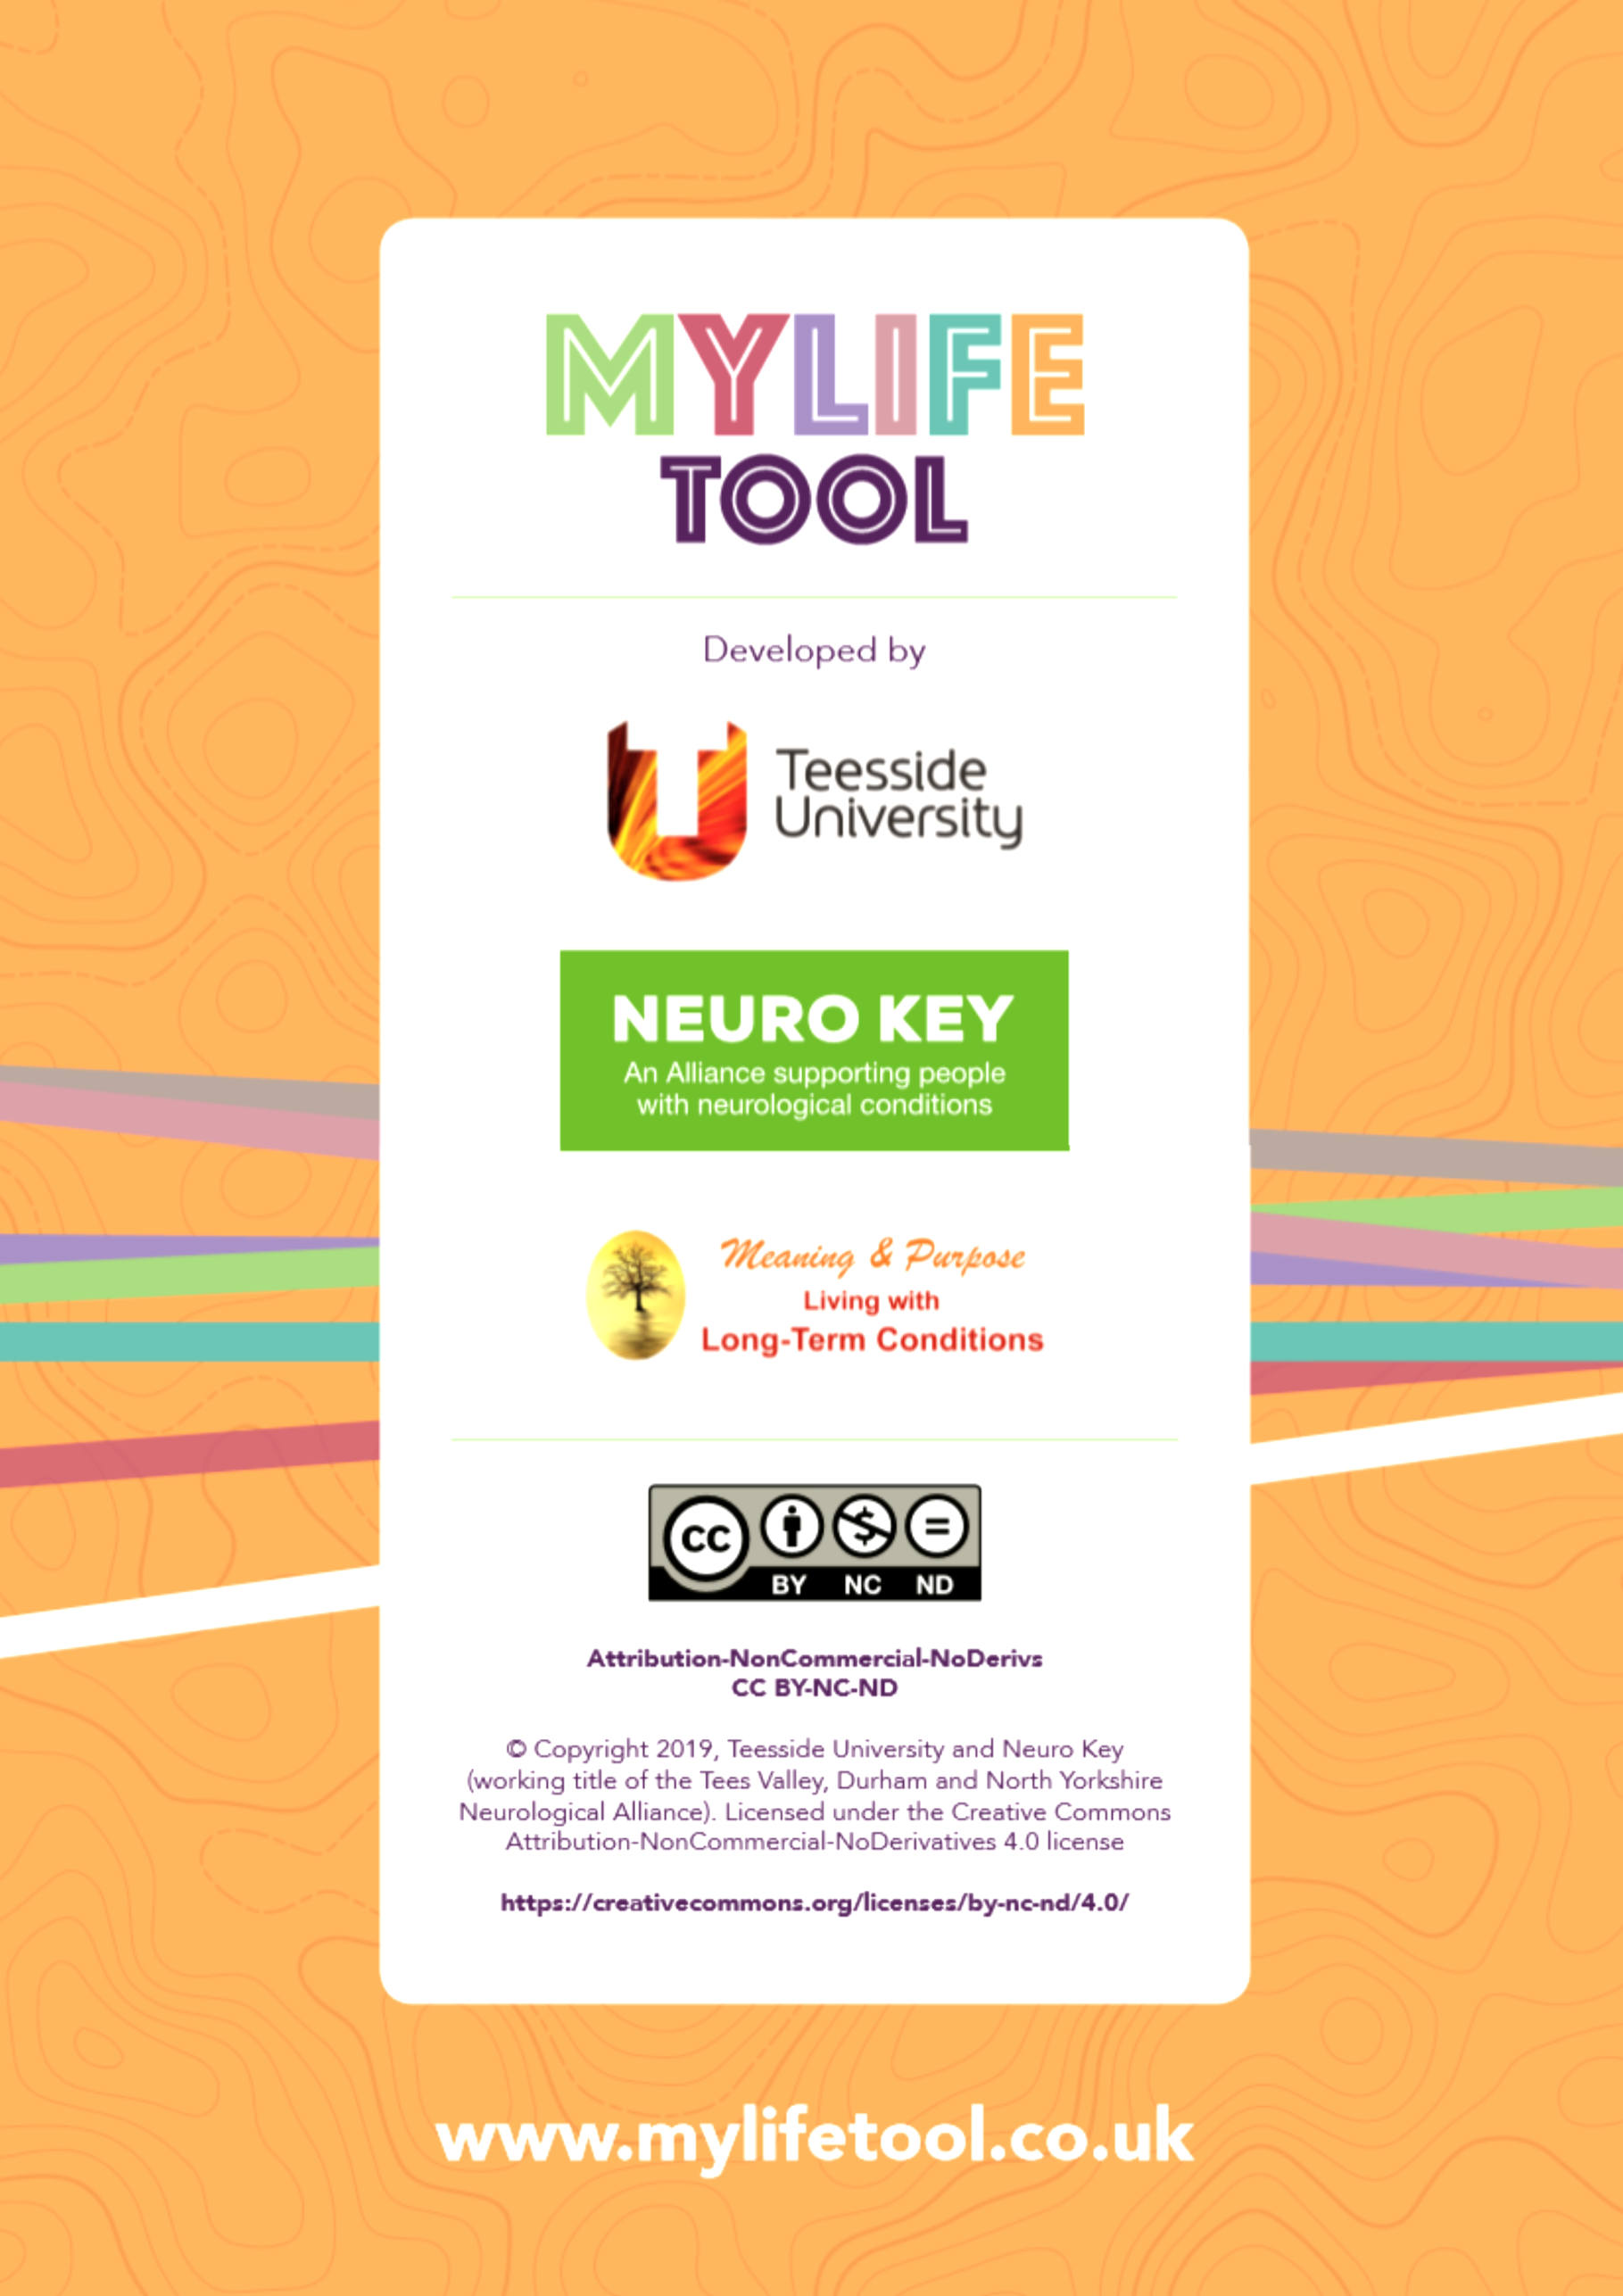 MYLIFE
TOOL
Developed by
Teesside
University
NEURO KEY
An Alliance supporting people
with neurological conditions
Meaning & Purpose
Living with
Long-Term Conditions
cc BY NC ND
Attribution-NonCommercial-NoDerivs
CC BY-NC-ND
© Copyright 2019, Teesside University and Neuro Key
(working title of the Tees Valley, Durham and North Yorkshire
Neurological Alliance). Licensed under the Creative Commons
Attribution-NonCommercial-NoDerivatives 4.0 license
https://creativecommons.org/licenses/by-nc-nd/4.0/
www.mylifetool.co.uk